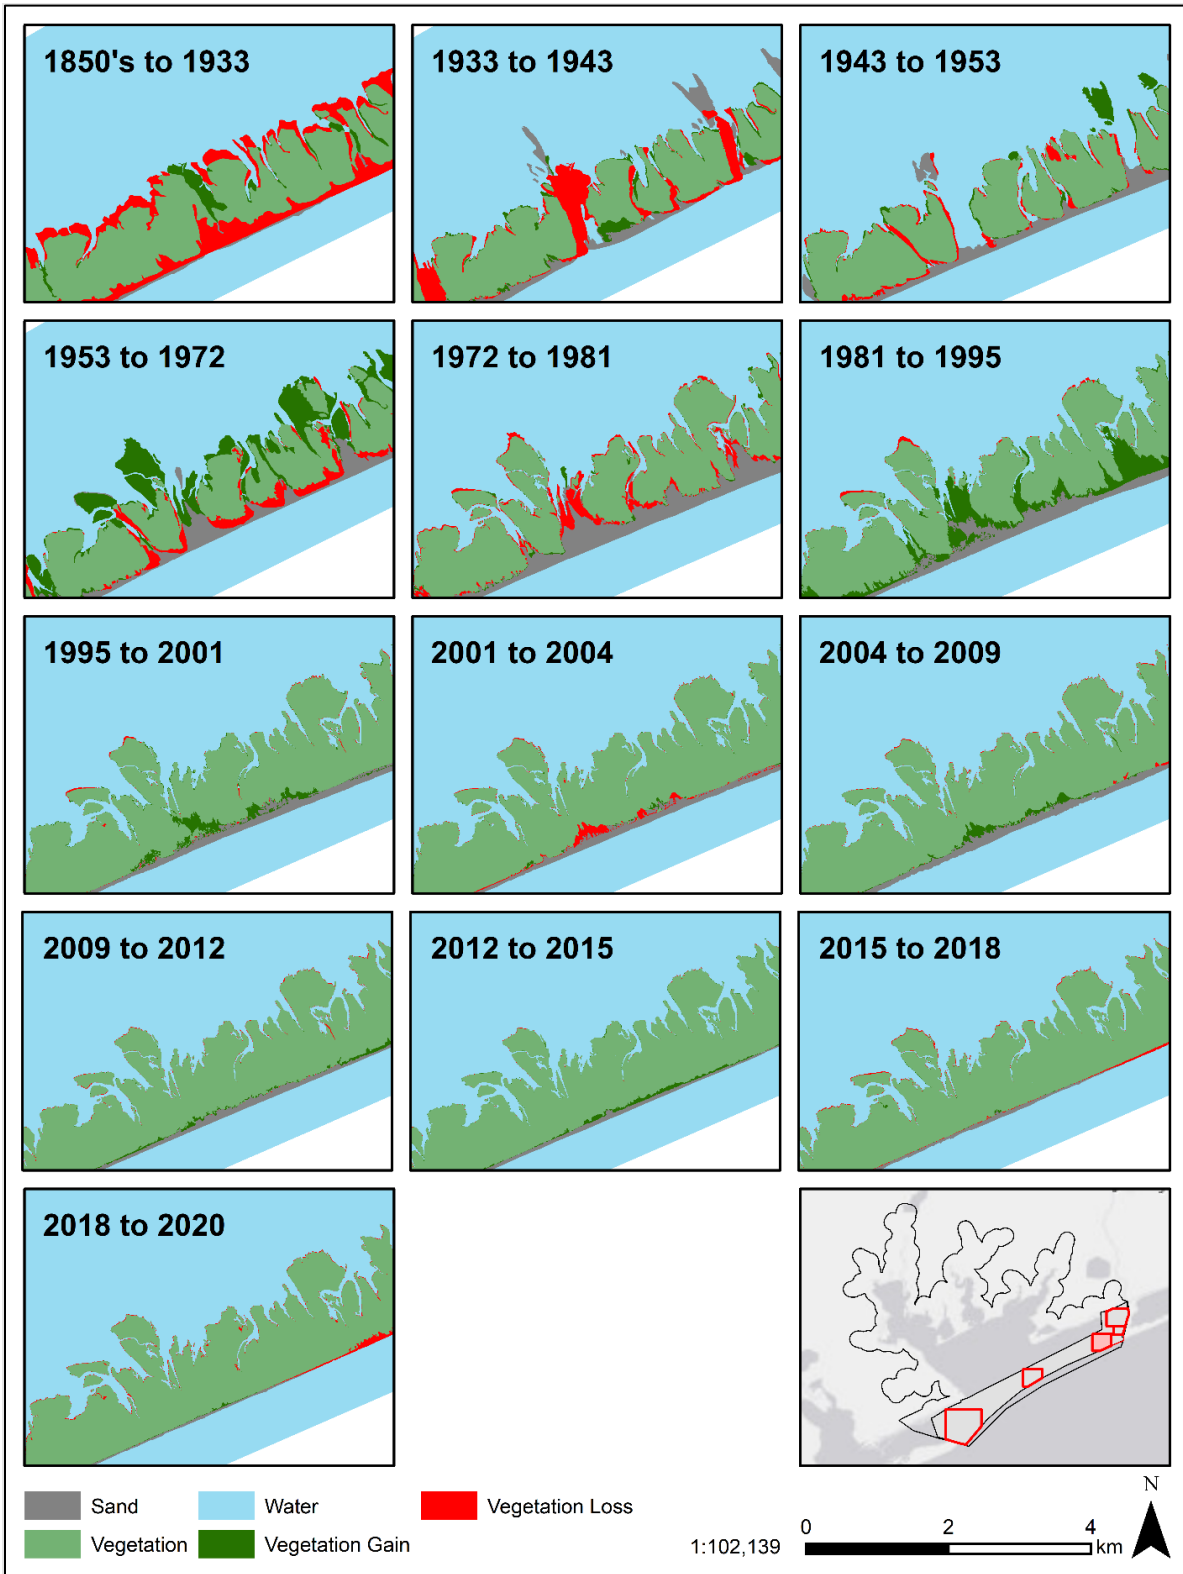 1850's to 1933
1933 to 1943
1943 to 1953
1953 to 1972
1972 to 1981
1981 to 1995
1995 to 2001
2001 to 2004
2004 to 2009
2009 to 2012
2012 to 2015
2015 to 2018
2018 to 2020
Sand
Water
Vegetation Loss
Vegetation
Vegetation Gain
1:102,139
0 2 4
km
N